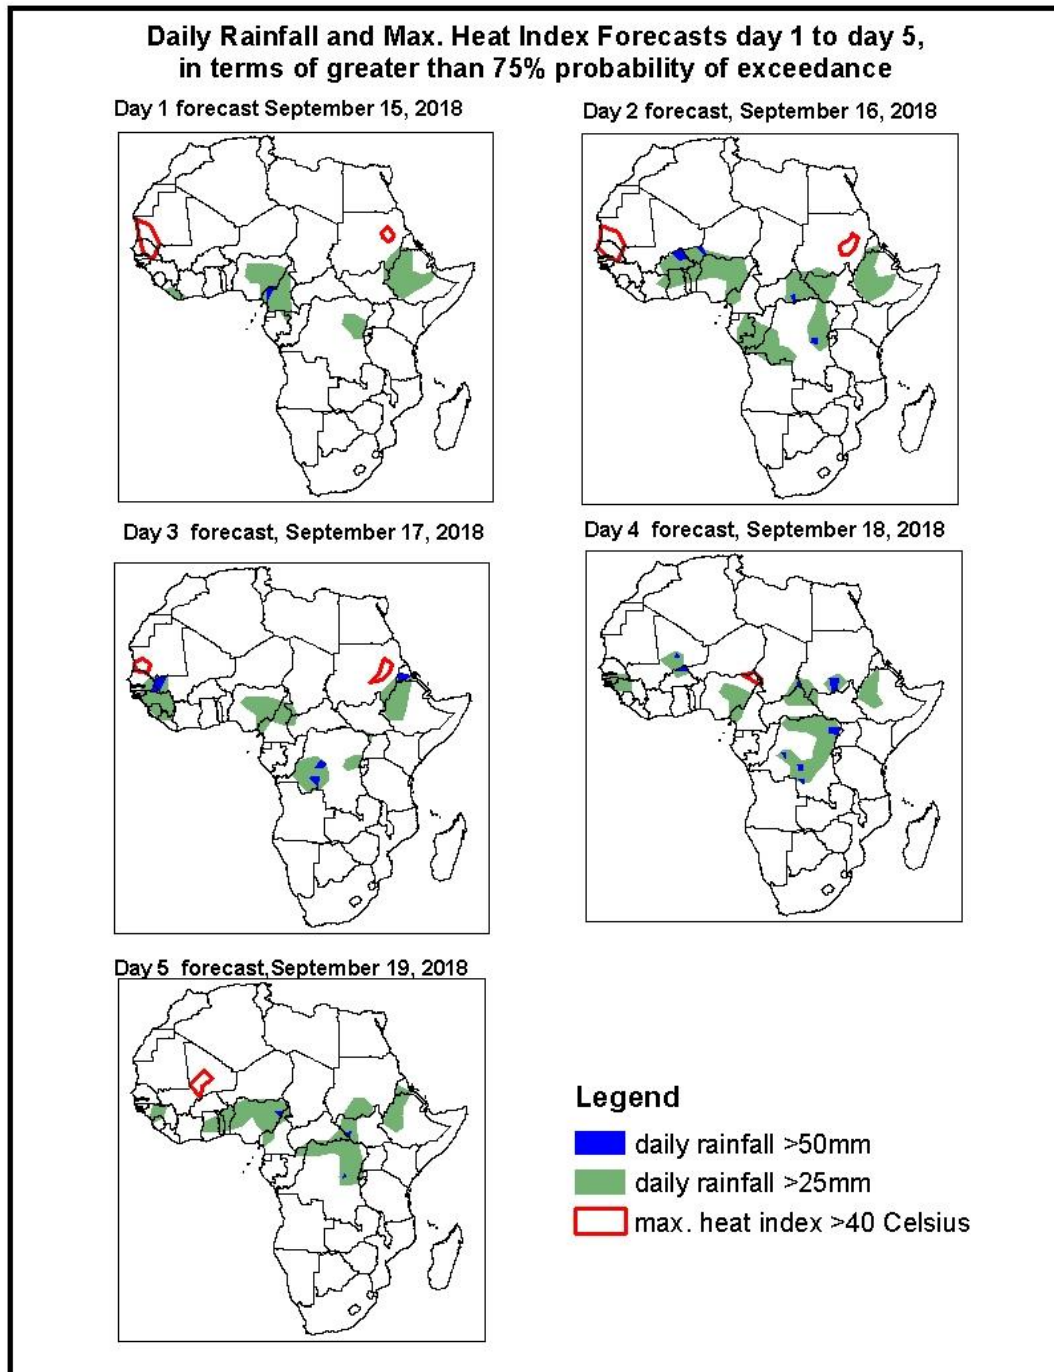 Daily Rainfall and Max. Heat Index Forecasts day 1 to day 5,
in terms of greater than 75% probability of exceedance
Day 1 forecast September 15, 2018
Day 2 forecast, September 16, 2018
Day 3  forecast, September 17, 2018
Day 4  forecast, September 18, 2018
Day 5  forecast,September 19, 2018
Legend
daily rainfall >50mm
daily rainfall >25mm
max. heat index >40 Celsius